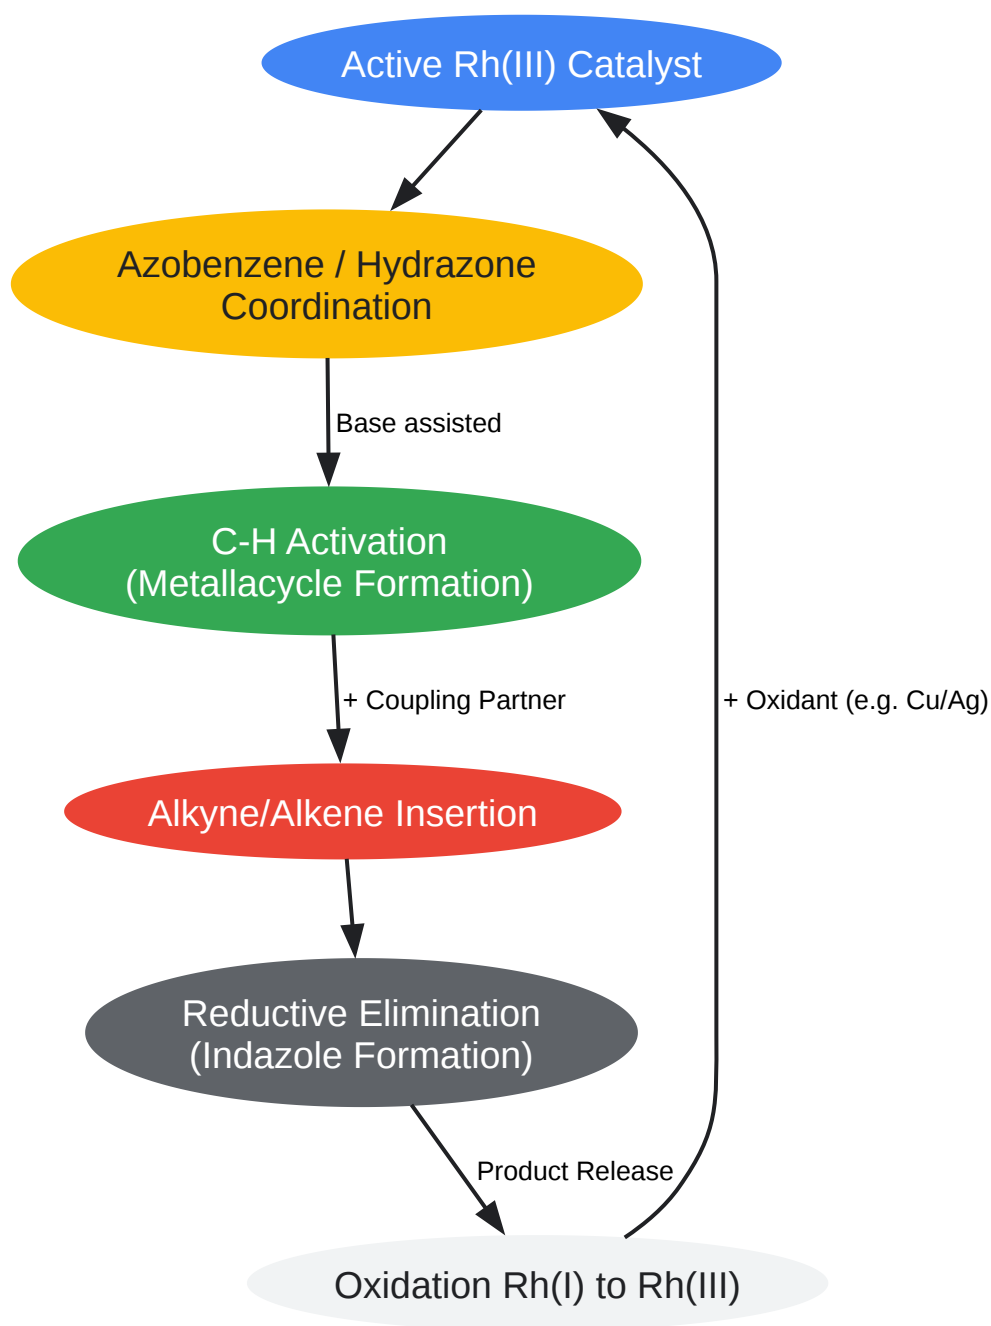 Active Rh(III) Catalyst
Azobenzene / Hydrazone
Coordination
Base assisted
C-H Activation
(Metallacycle Formation)
+ Coupling Partner
+ Oxidant (e.g. Cu/Ag)
Alkyne/Alkene Insertion
Reductive Elimination
(Indazole Formation)
Product Release
Oxidation Rh(I) to Rh(III)